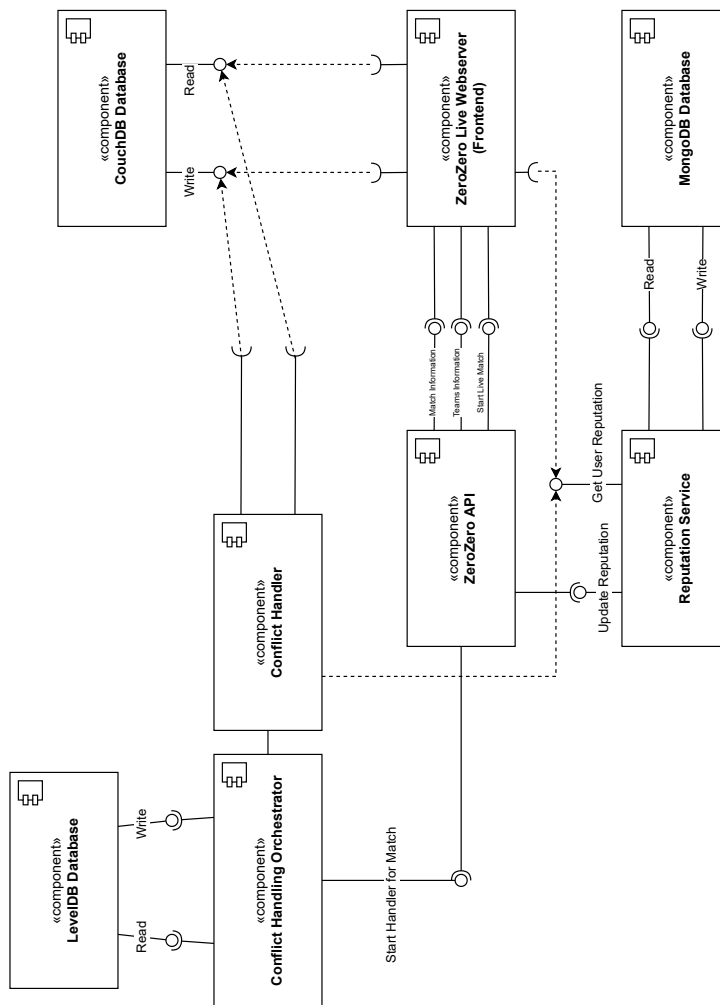 «component»
LevelDB Database
Read
Write
«component»
Conflict Handling Orchestrator
«component»
Conflict Handler
Start Handler for Match
«component»
CouchDB Database
Write
Read
«component»
ZeroZero API
Match Information
Teams Information
Start Live Match
«component»
ZeroZero Live Webserver
(Frontend)
Update Reputation
Get User Reputation
«component»
Reputation Service
Read
Write
«component»
MongoDB Database